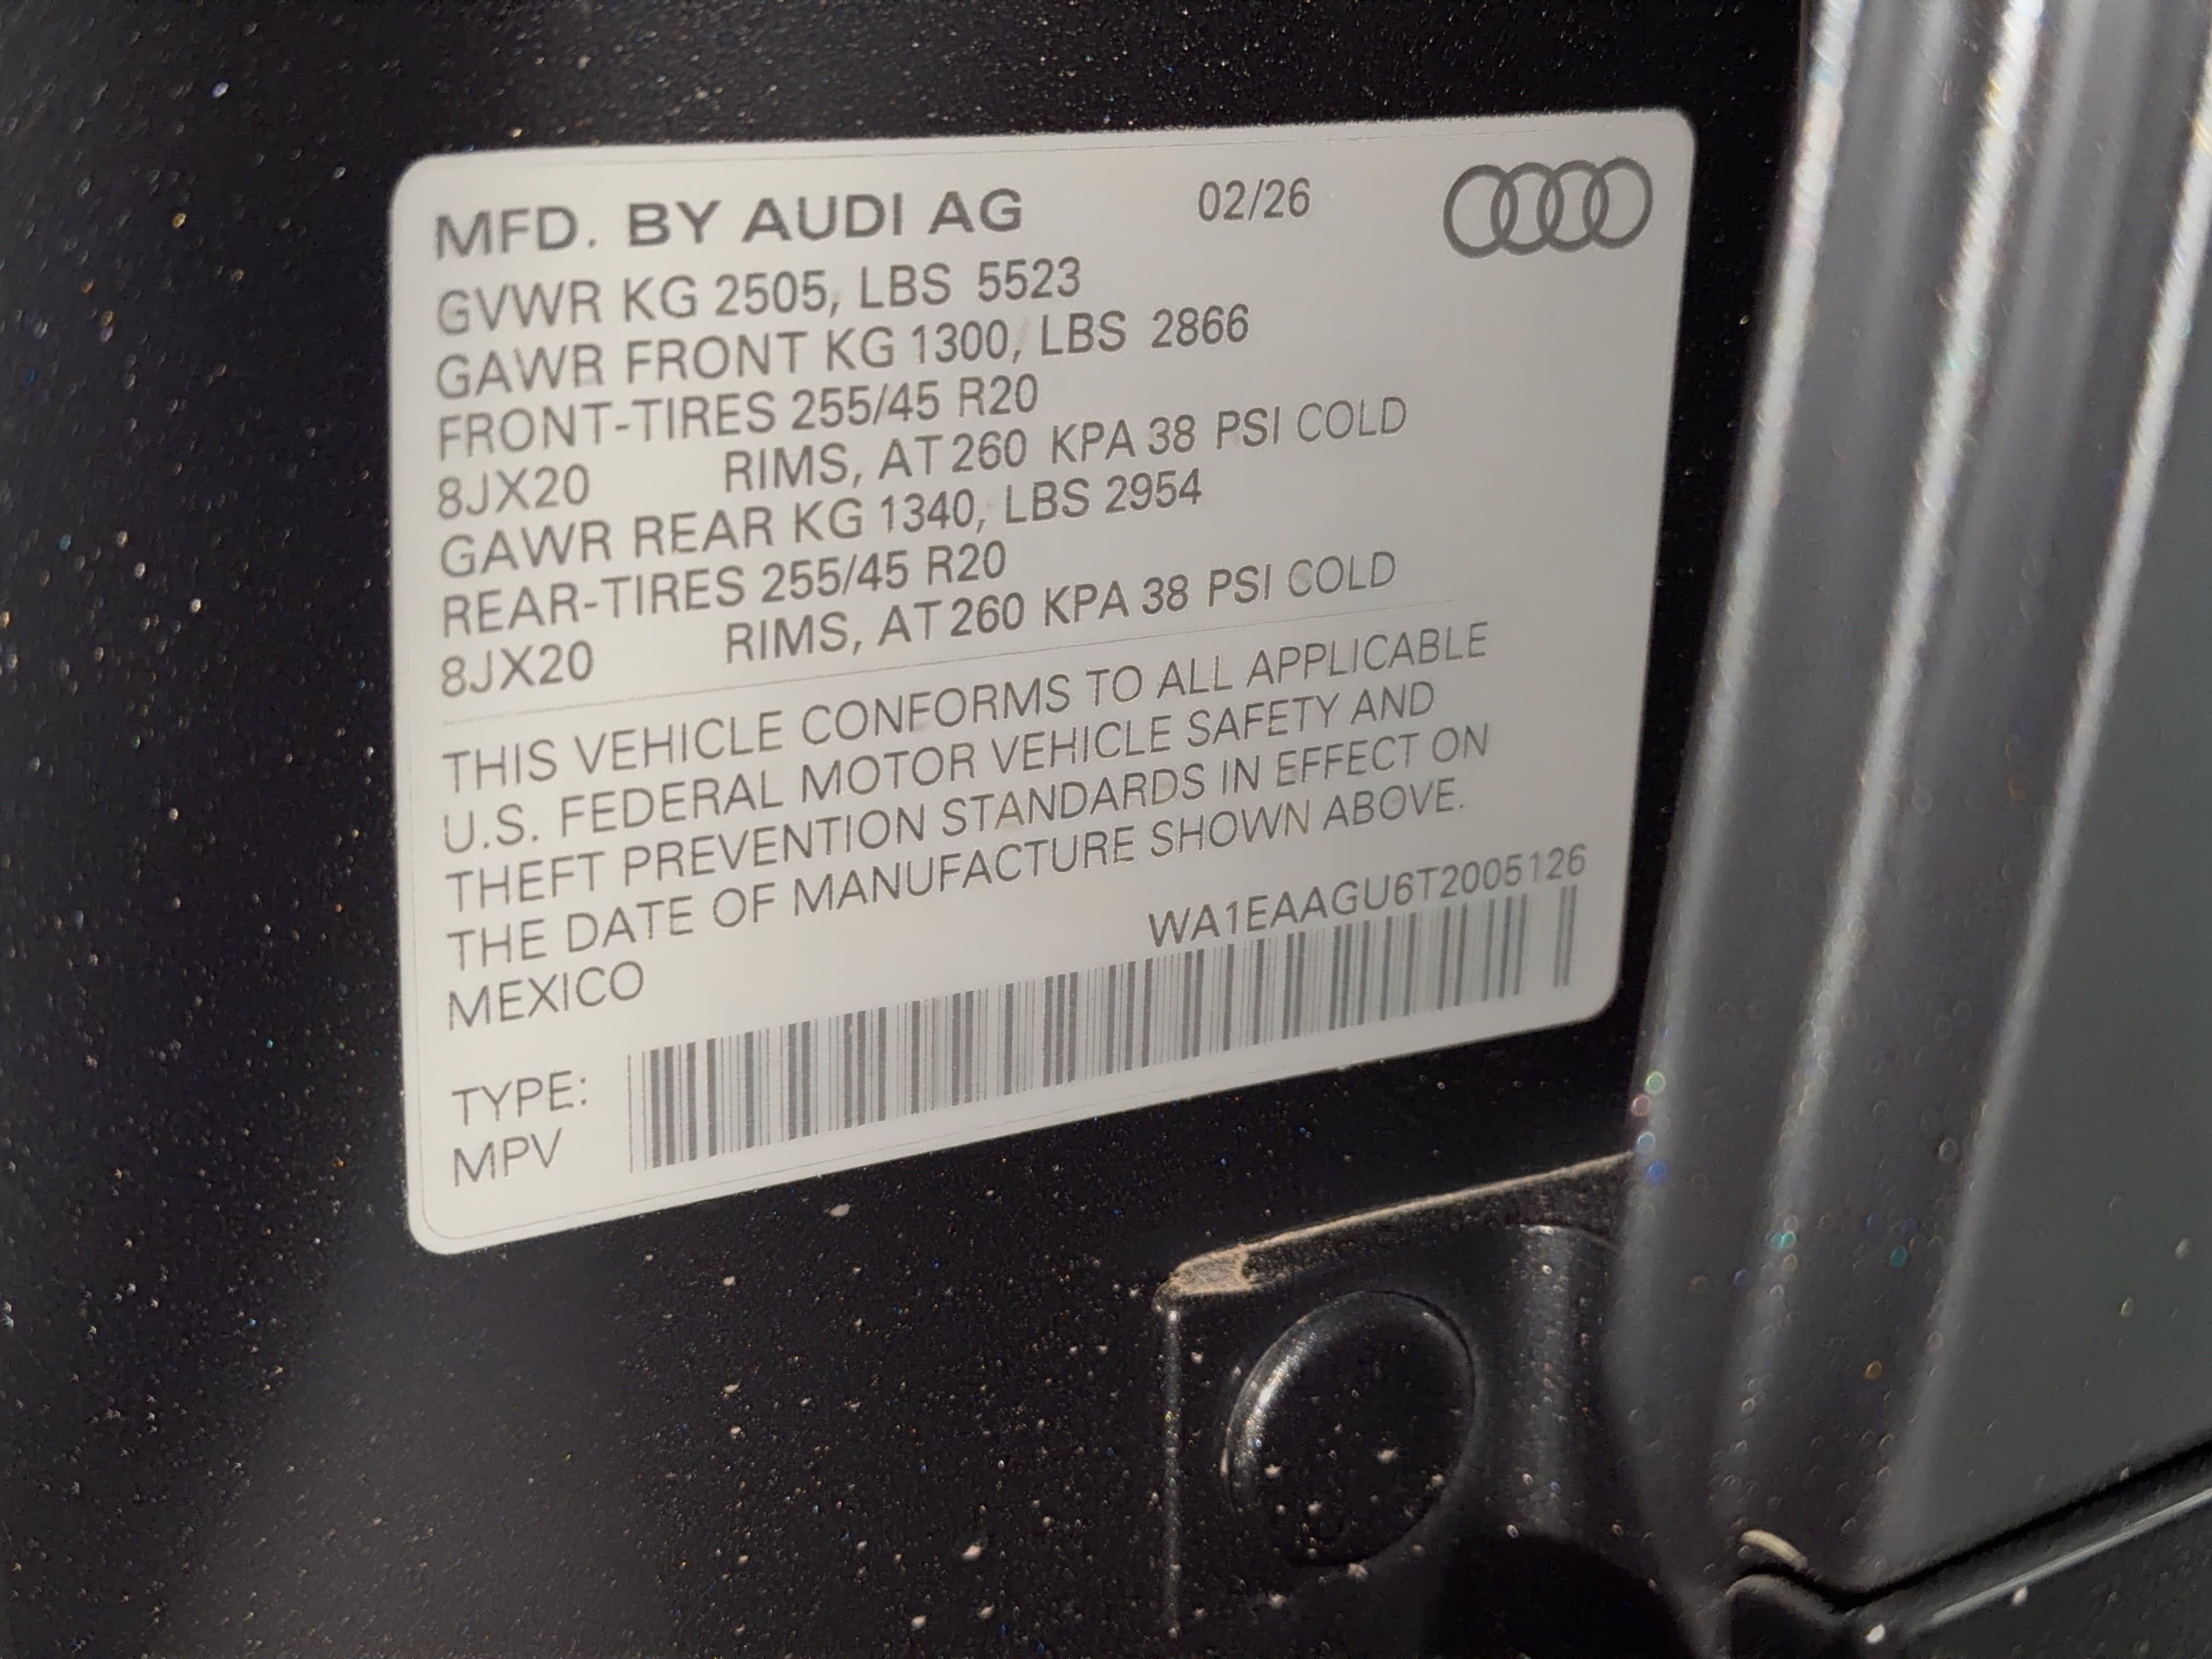 MFD. BY AUDI AG 02/26
GVWR KG 2505, LBS 5523
GAWR FRONT KG 1300, LBS 2866
FRONT-TIRES 255/45 R20
8JX20 RIMS, AT 260 KPA 38 PSI COLD
GAWR REAR KG 1340, LBS 2954
REAR-TIRES 255/45 R20
8JX20 RIMS, AT 260 KPA 38 PSI COLD
THIS VEHICLE CONFORMS TO ALL APPLICABLE
U.S. FEDERAL MOTOR VEHICLE SAFETY AND
THEFT PREVENTION STANDARDS IN EFFECT ON
THE DATE OF MANUFACTURE SHOWN ABOVE.
MEXICO WA1EAAGU6T2005126
TYPE:
MPV